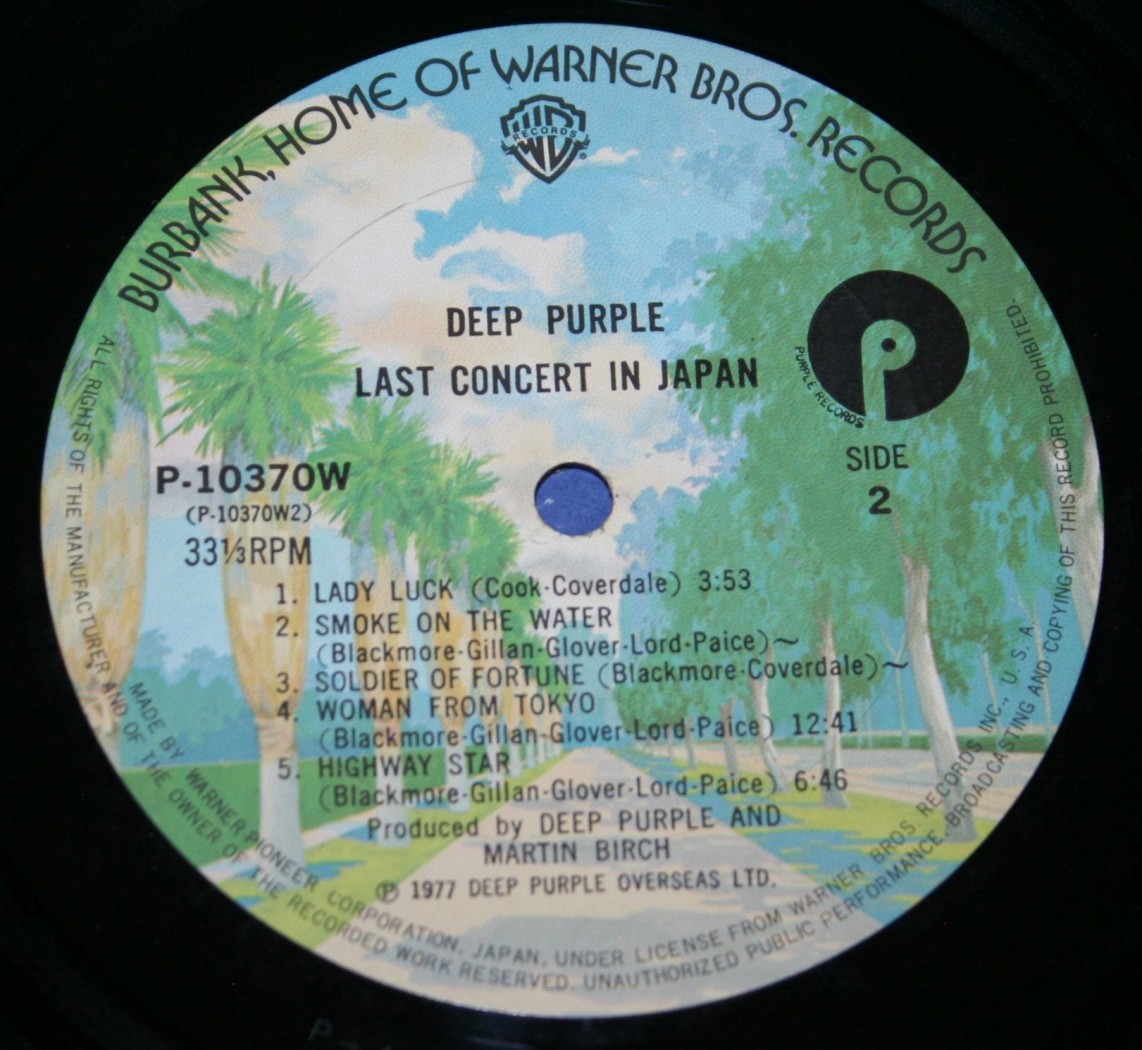 BURBANK, HOME OF WARNER BROS. RECORDS
W RECORDS ®
DEEP PURPLE
LAST CONCERT IN JAPAN
P
PURPLE RECORDS
SIDE
2
P-10370W
(P-10370W2)
33⅓RPM
1. LADY LUCK (Cook-Coverdale) 3:53
2. SMOKE ON THE WATER
(Blackmore-Gillan-Glover-Lord-Paice)~
3. SOLDIER OF FORTUNE (Blackmore-Coverdale)~
4. WOMAN FROM TOKYO
(Blackmore-Gillan-Glover-Lord-Paice) 12:41
5. HIGHWAY STAR
(Blackmore-Gillan-Glover-Lord-Paice) 6:46
Produced by DEEP PURPLE AND
MARTIN BIRCH
℗ 1977 DEEP PURPLE OVERSEAS LTD.
MADE BY WARNER-PIONEER CORPORATION, JAPAN, UNDER LICENSE FROM WARNER BROS. RECORDS INC., U. S. A.
ALL RIGHTS OF THE MANUFACTURER AND OF THE OWNER OF THE RECORDED WORK RESERVED. UNAUTHORIZED PUBLIC PERFORMANCE, BROADCASTING AND COPYING OF THIS RECORD PROHIBITED.
P